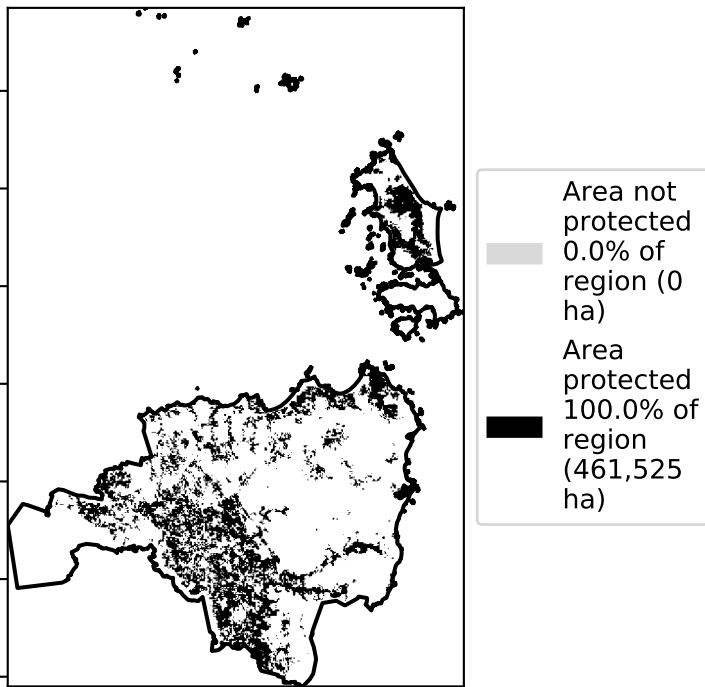 Area not
protected
0.0% of
region (0
ha)
Area
protected
100.0% of
region
(461,525
ha)